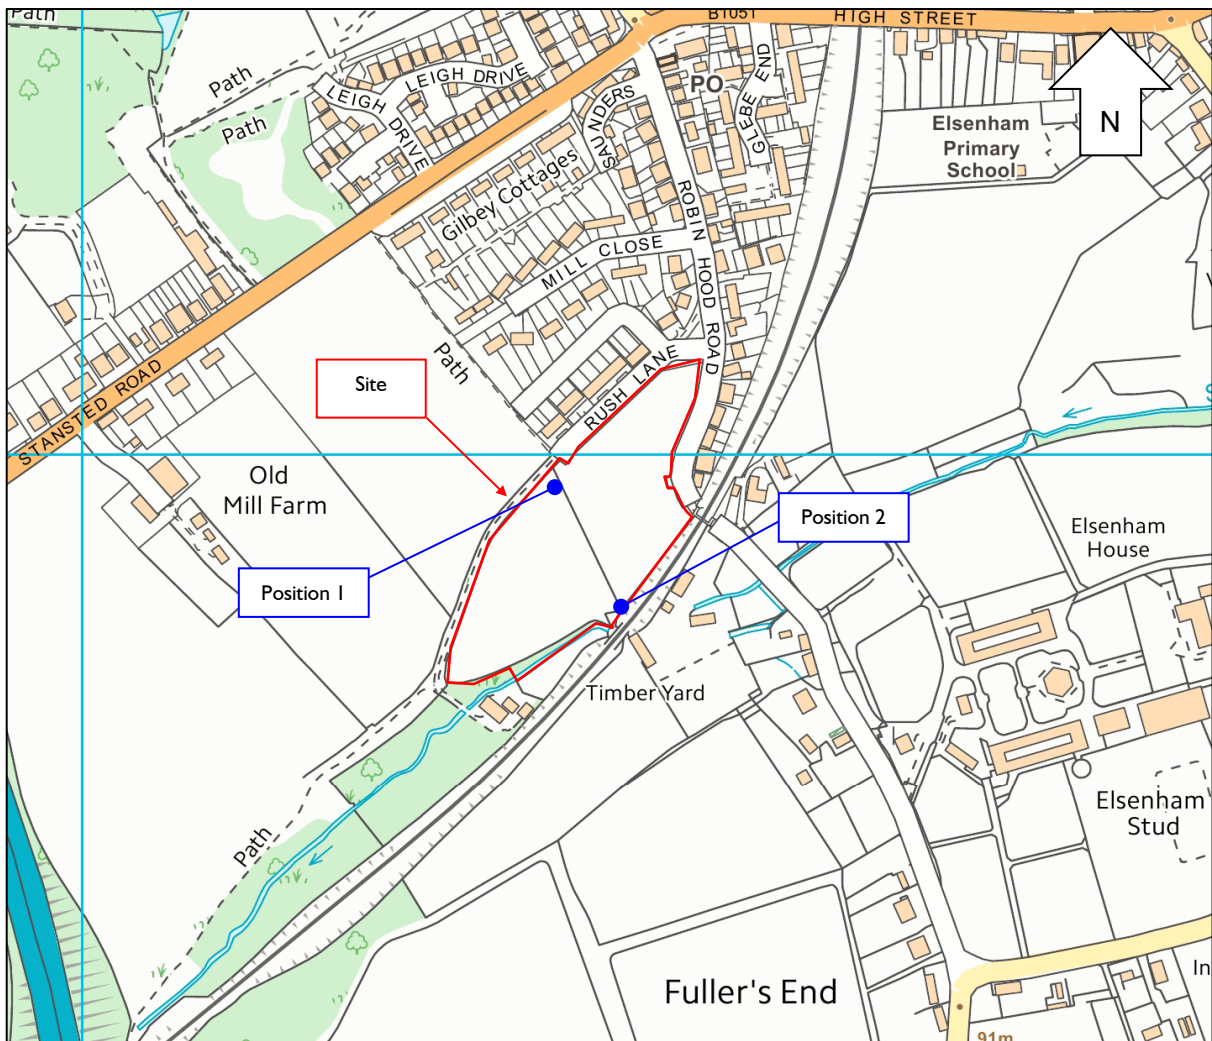 Path
B1051
HIGH STREET
Path
LEIGH DRIVE
LEIGH DRIVE
PO
GLEBE END
SAUNDERS
N
Elsenham
Primary
School
Path
Gilbey Cottages
ROBIN HOOD ROAD
MILL CLOSE
Path
RUSH LANE
Site
STANSTED ROAD
Old
Mill Farm
Position 2
Elsenham
House
Position 1
Timber Yard
Elsenham
Stud
Path
Fuller's End
In
91m